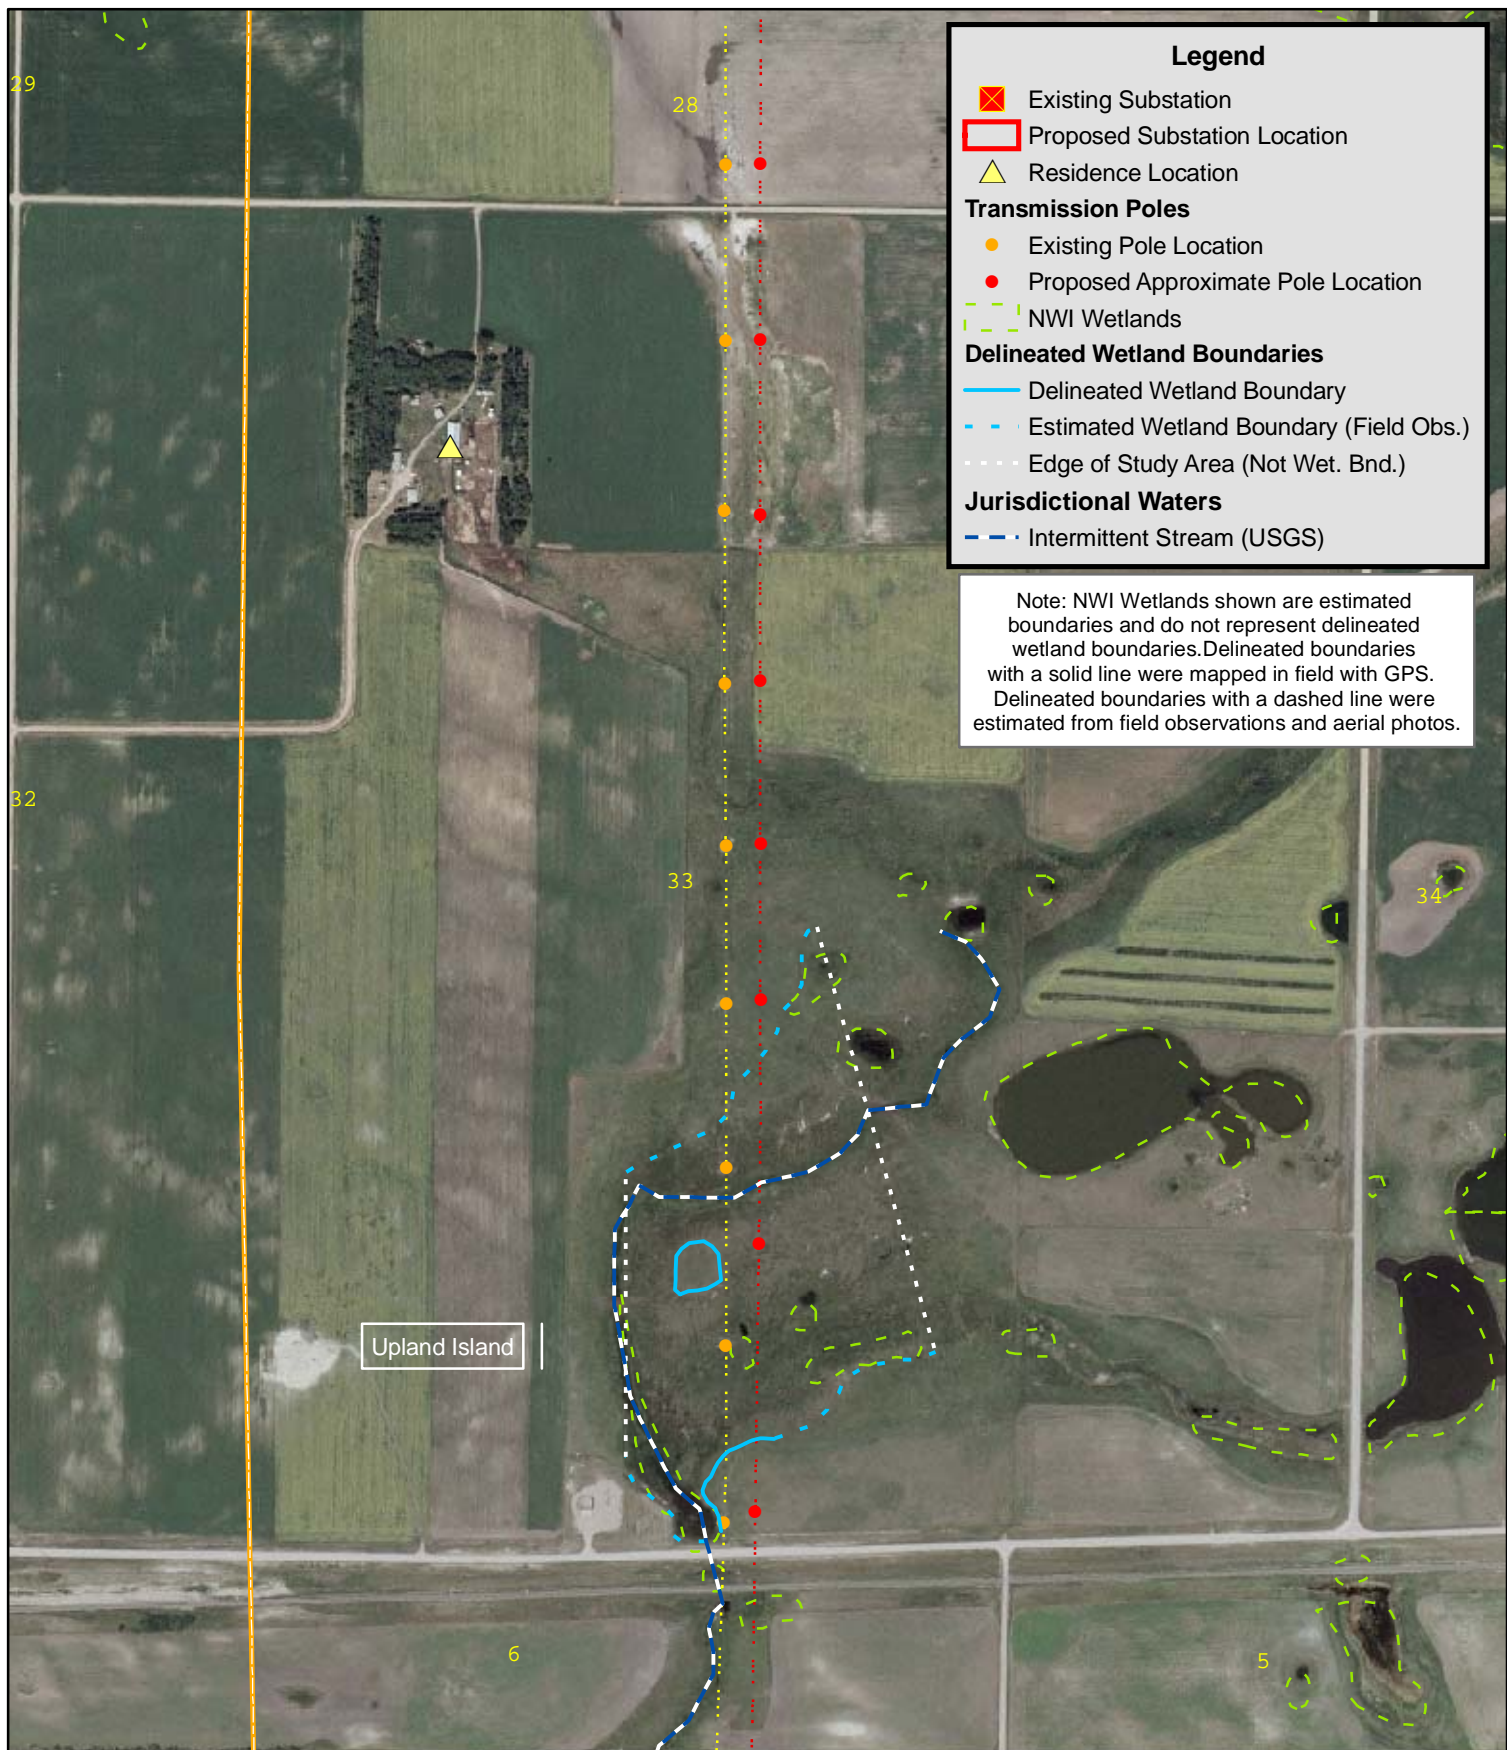 Legend
Existing Substation
Proposed Substation Location
Residence Location
Transmission Poles
Existing Pole Location
Proposed Approximate Pole Location
NWI Wetlands
Delineated Wetland Boundaries
Delineated Wetland Boundary
Estimated Wetland Boundary (Field Obs.)
Edge of Study Area (Not Wet. Bnd.)
Jurisdictional Waters
Intermittent Stream (USGS)
Note: NWI Wetlands shown are estimated
boundaries and do not represent delineated
wetland boundaries.Delineated boundaries
with a solid line were mapped in field with GPS.
Delineated boundaries with a dashed line were
estimated from field observations and aerial photos.
29
28
32
33
34
Upland Island
6
5